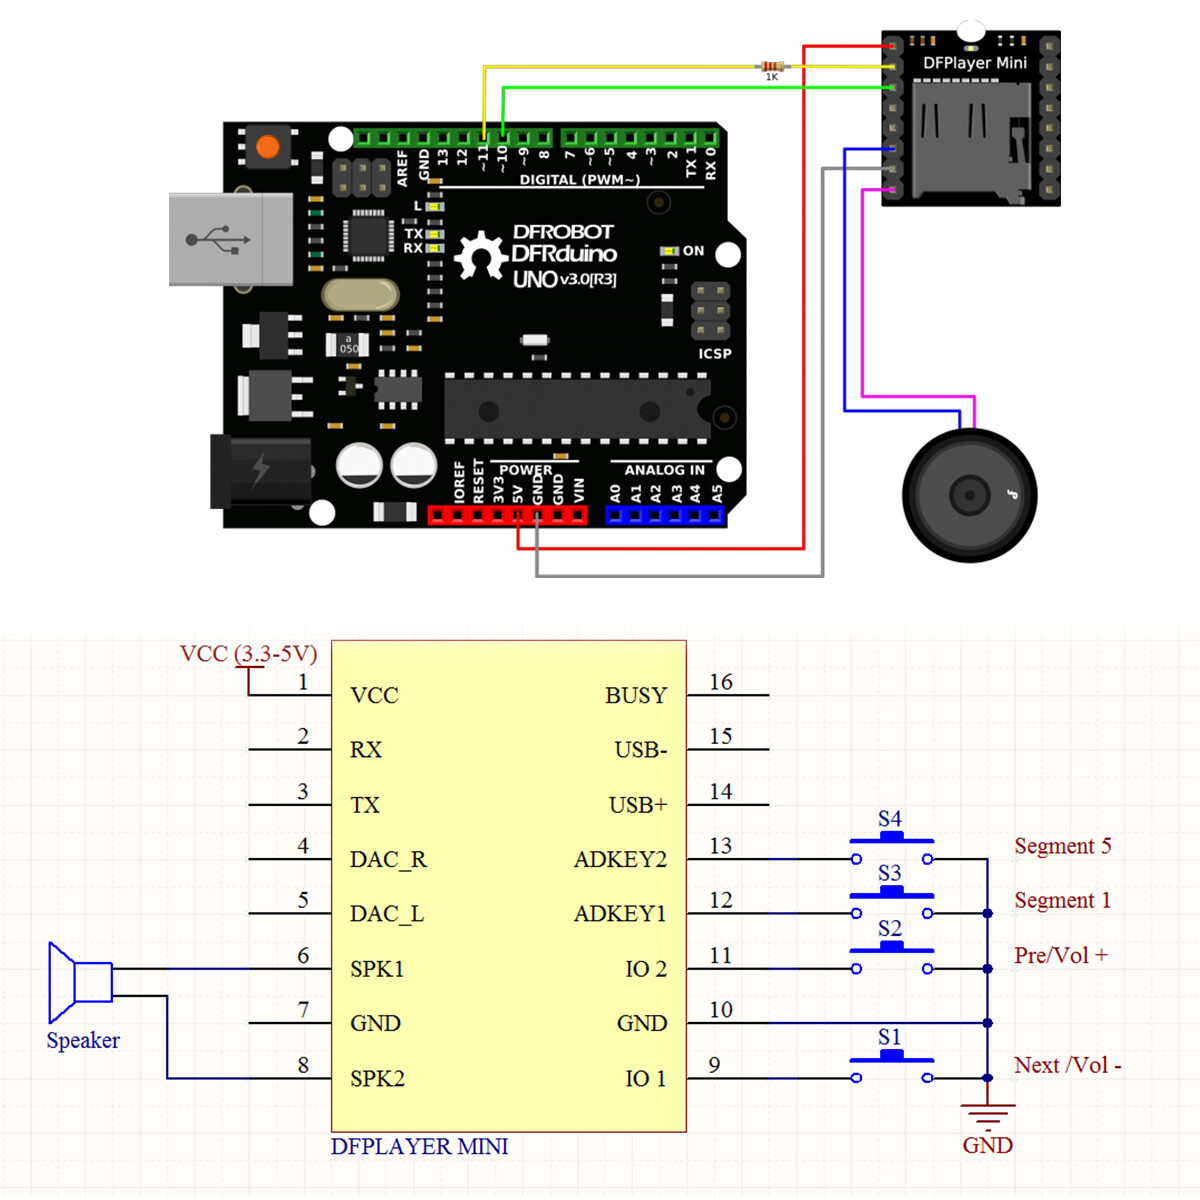 DFPlayer Mini
1K
AREF
GND
13
12
~11
~10
~9
8
7
~6
~5
4
~3
2
TX 1
RX 0
DIGITAL (PWM~)
L
TX
RX
DFROBOT
DFRduino
UNO v3.0[R3]
ON
ICSP
a
050
POWER
ANALOG IN
IOREF
RESET
3V3
5V
GND
GND
VIN
A0
A1
A2
A3
A4
A5
VCC (3.3-5V)
1 VCC BUSY 16
2 RX USB- 15
3 TX USB+ 14
4 DAC_R ADKEY2 13 S4 Segment 5
5 DAC_L ADKEY1 12 S3 Segment 1
6 SPK1 IO 2 11 S2 Pre/Vol +
7 GND GND 10
8 SPK2 IO 1 9 S1 Next /Vol -
Speaker
GND
DFPLAYER MINI